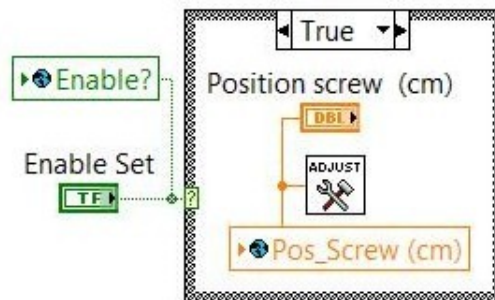 True
Enable?
Position screw (cm)
DBL
Enable Set
TF
?
ADJUST
Pos_Screw (cm)